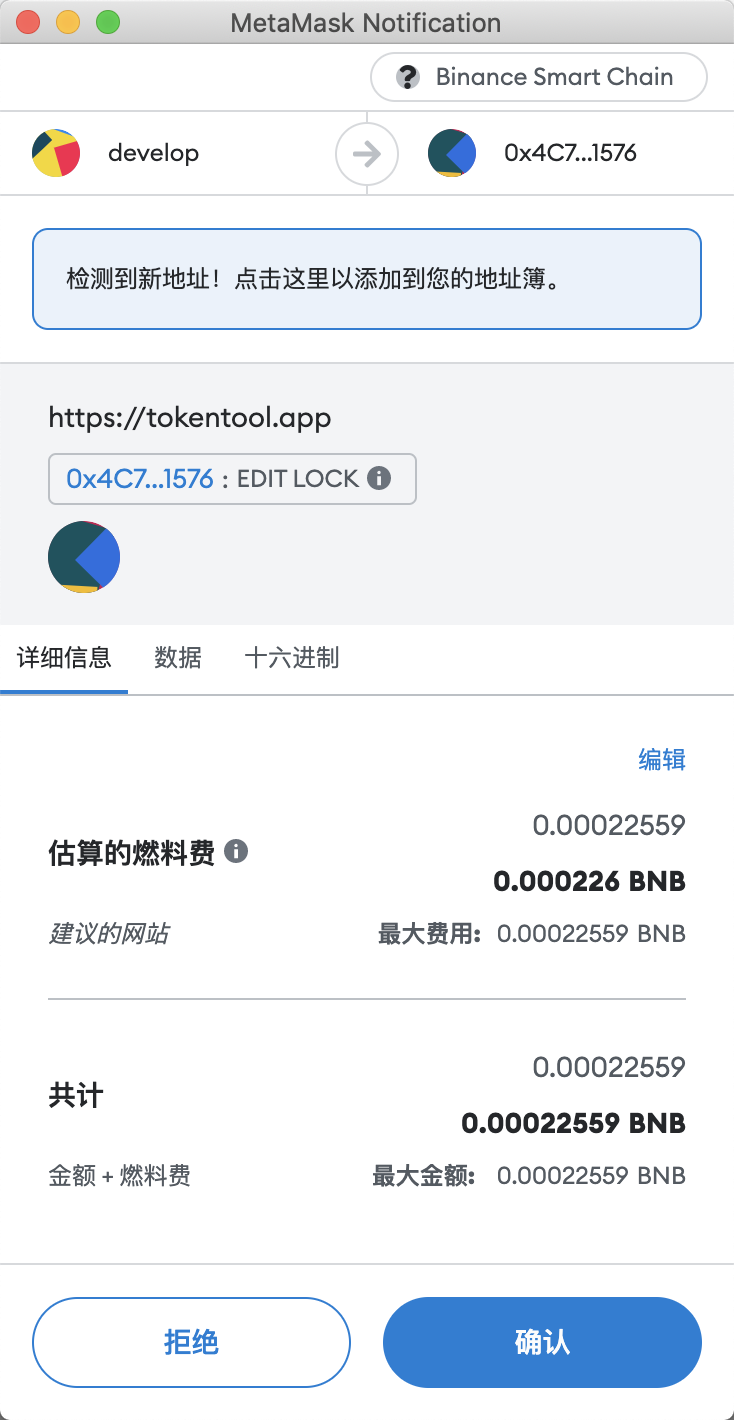 MetaMask Notification
? Binance Smart Chain
develop
0x4C7...1576
检测到新地址！点击这里以添加到您的地址簿。
https://tokentool.app
0x4C7...1576 : EDIT LOCK
详细信息 数据 十六进制
编辑
0.00022559
估算的燃料费
0.000226 BNB
建议的网站 最大费用: 0.00022559 BNB
0.00022559
共计
0.00022559 BNB
金额 + 燃料费 最大金额: 0.00022559 BNB
拒绝 确认